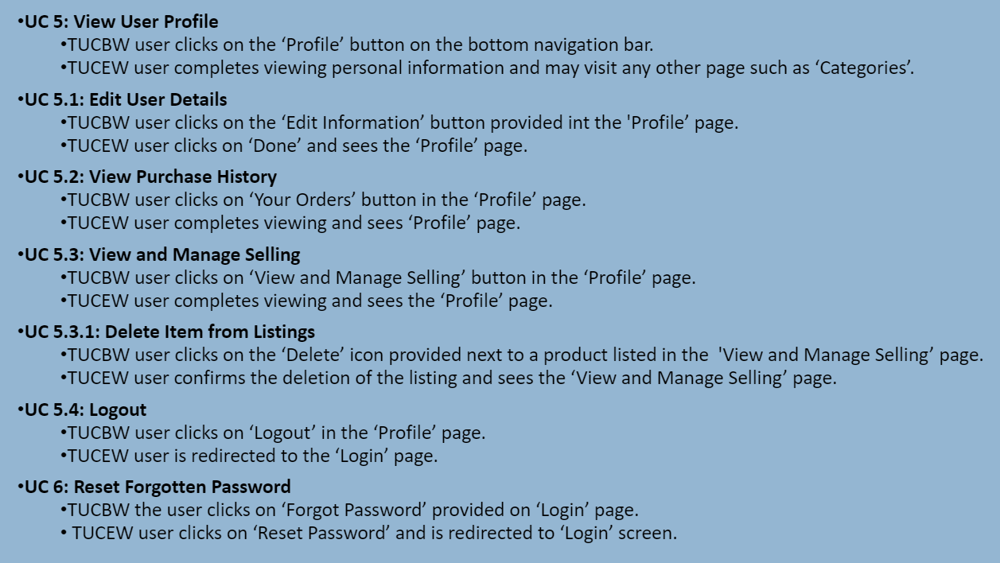 •UC 5: View User Profile
•TUCBW user clicks on the ‘Profile’ button on the bottom navigation bar.
•TUCEW user completes viewing personal information and may visit any other page such as ‘Categories’.
•UC 5.1: Edit User Details
•TUCBW user clicks on the ‘Edit Information’ button provided int the 'Profile’ page.
•TUCEW user clicks on ‘Done’ and sees the ‘Profile’ page.
•UC 5.2: View Purchase History
•TUCBW user clicks on ‘Your Orders’ button in the ‘Profile’ page.
•TUCEW user completes viewing and sees ‘Profile’ page.
•UC 5.3: View and Manage Selling
•TUCBW user clicks on ‘View and Manage Selling’ button in the ‘Profile’ page.
•TUCEW user completes viewing and sees the ‘Profile’ page.
•UC 5.3.1: Delete Item from Listings
•TUCBW user clicks on the ‘Delete’ icon provided next to a product listed in the  'View and Manage Selling’ page.
•TUCEW user confirms the deletion of the listing and sees the ‘View and Manage Selling’ page.
•UC 5.4: Logout
•TUCBW user clicks on ‘Logout’ in the ‘Profile’ page.
•TUCEW user is redirected to the ‘Login’ page.
•UC 6: Reset Forgotten Password
•TUCBW the user clicks on ‘Forgot Password’ provided on ‘Login’ page.
• TUCEW user clicks on ‘Reset Password’ and is redirected to ‘Login’ screen.